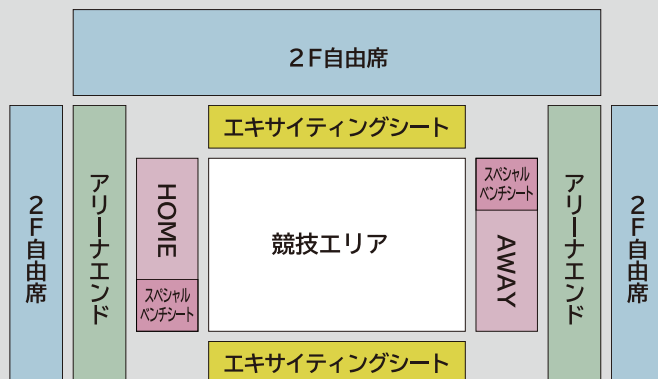 2F自由席
エキサイティングシート
2F自由席
アリーナエンド
HOME
スペシャル
ベンチシート
競技エリア
スペシャル
ベンチシート
AWAY
アリーナエンド
2F自由席
エキサイティングシート